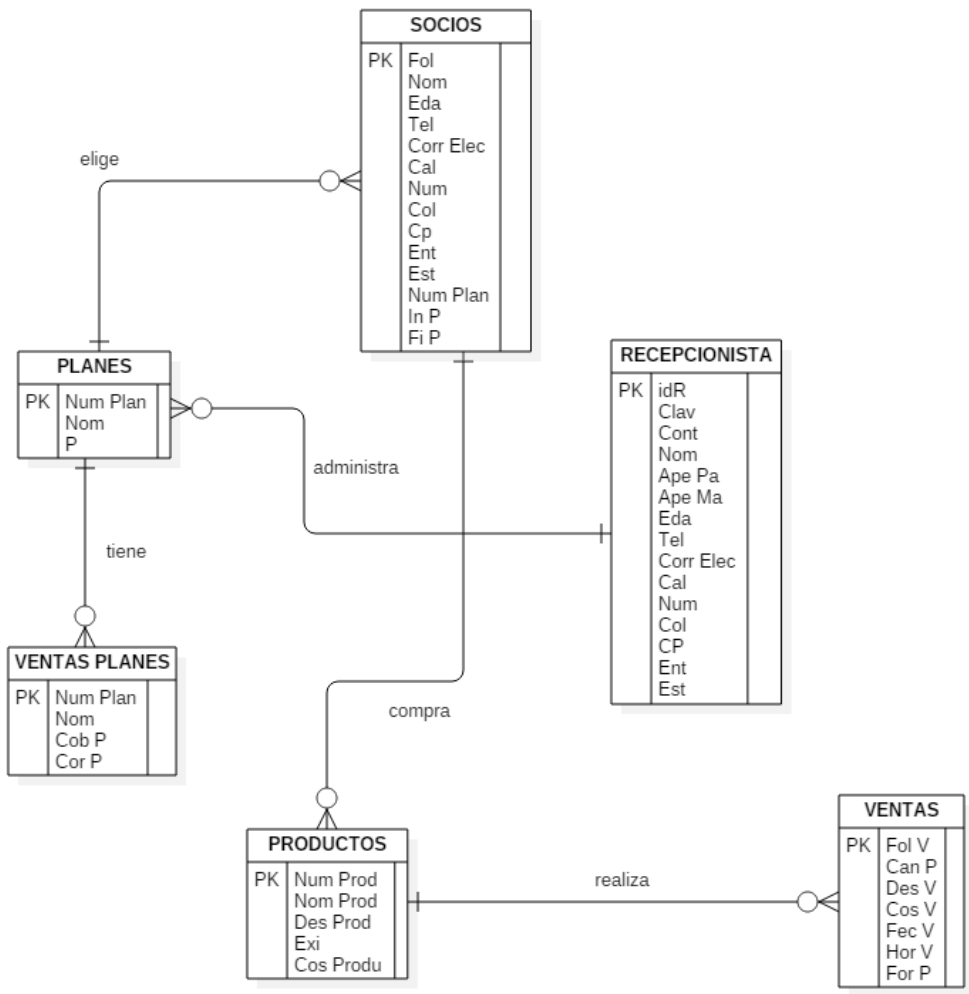 SOCIOS
PK Fol
Nom
Eda
Tel
Corr Elec
Cal
Num
Col
Cp
Ent
Est
Num Plan
In P
Fi P
elige
PLANES
PK Num Plan
Nom
P
administra
RECEPCIONISTA
PK idR
Clav
Cont
Nom
Ape Pa
Ape Ma
Eda
Tel
Corr Elec
Cal
Num
Col
CP
Ent
Est
tiene
VENTAS PLANES
PK Num Plan
Nom
Cob P
Cor P
compra
PRODUCTOS
PK Num Prod
Nom Prod
Des Prod
Exi
Cos Produ
realiza
VENTAS
PK Fol V
Can P
Des V
Cos V
Fec V
Hor V
For P